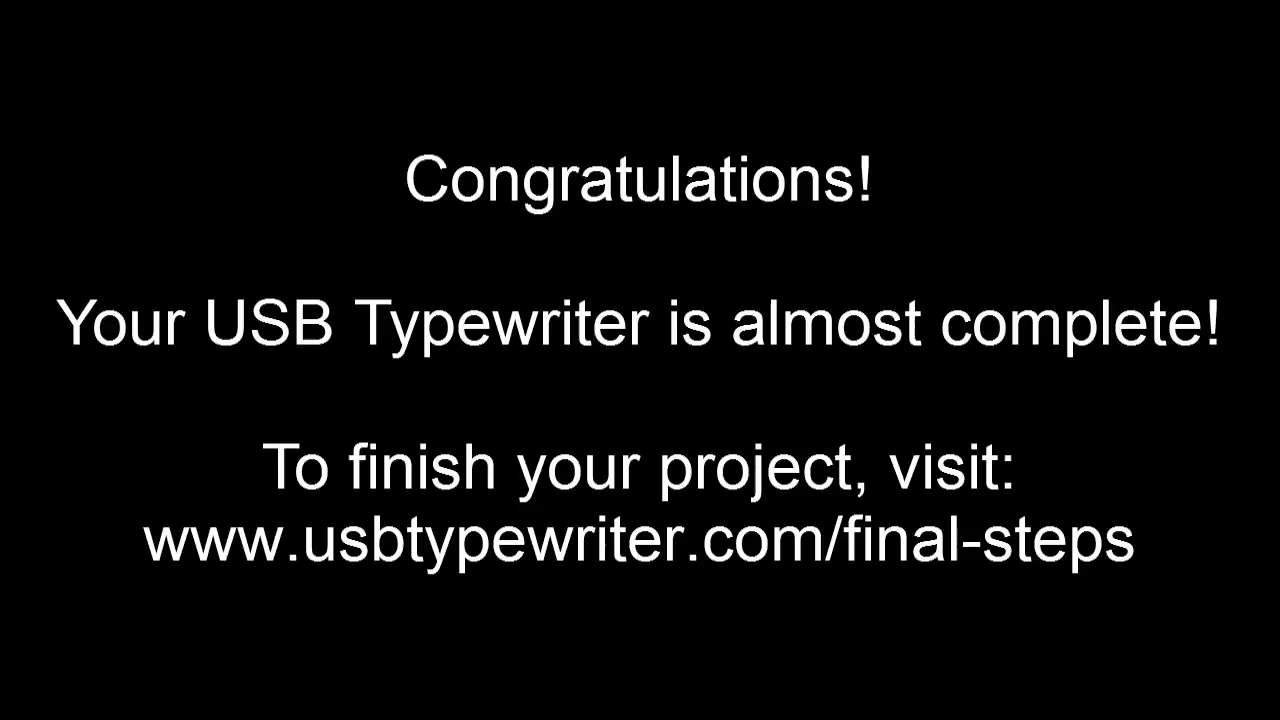 Congratulations!
Your USB Typewriter is almost complete!
To finish your project, visit:
www.usbtypewriter.com/final-steps